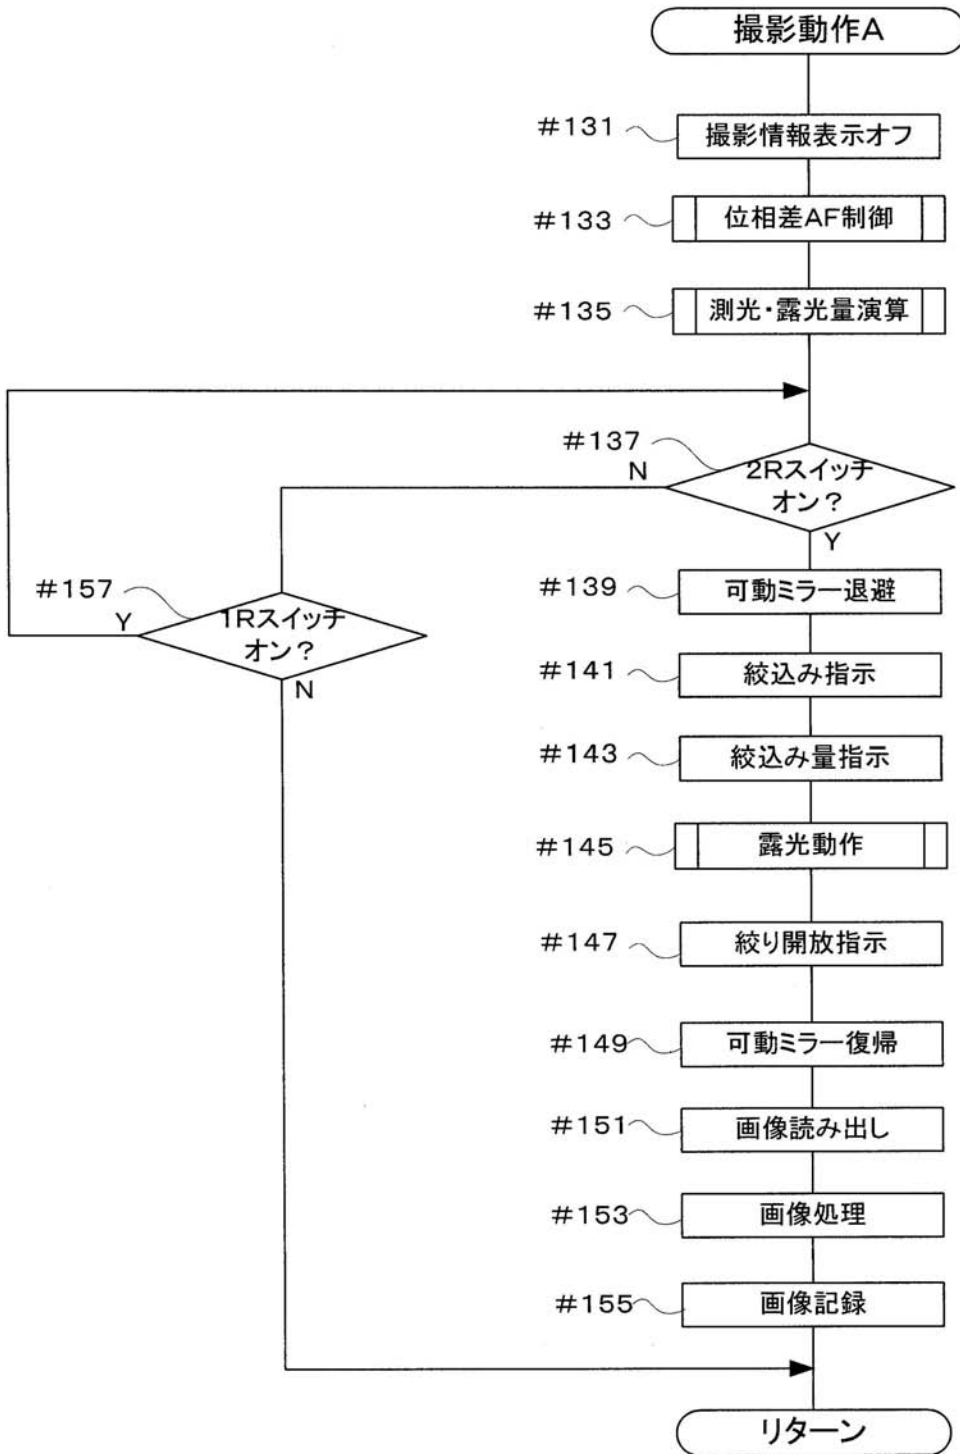 撮影動作A
#131
撮影情報表示オフ
#133
位相差AF制御
#135
測光・露光量演算
#137
2Rスイッチ
オン？
N
Y
#157
1Rスイッチ
オン？
Y
N
#139
可動ミラー退避
#141
絞込み指示
#143
絞込み量指示
#145
露光動作
#147
絞り開放指示
#149
可動ミラー復帰
#151
画像読み出し
#153
画像処理
#155
画像記録
リターン